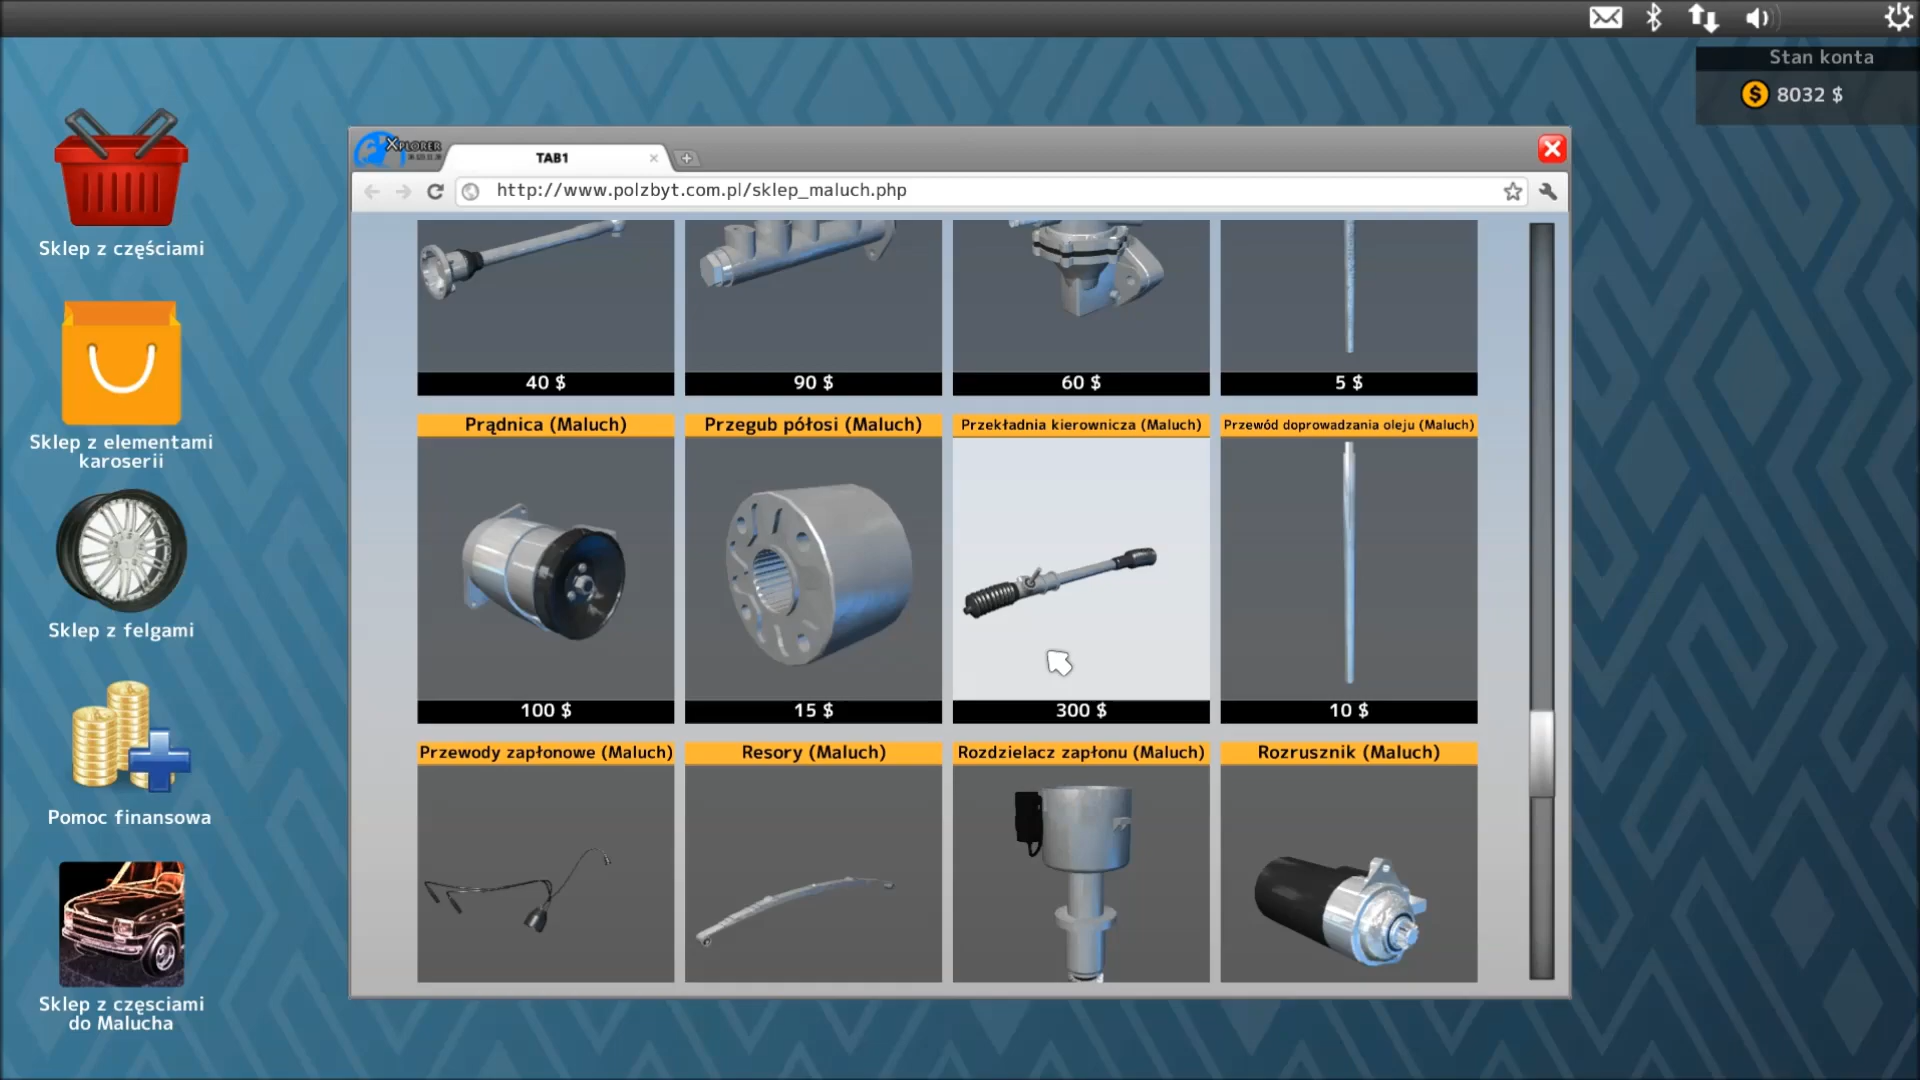 Stan konta
$ 8032 $
XPLORER
TAB1
http://www.polzbyt.com.pl/sklep_maluch.php
Sklep z częściami
Sklep z elementami
karoserii
Sklep z felgami
Pomoc finansowa
Sklep z częsciami
do Malucha
40 $
90 $
60 $
5 $
Prądnica (Maluch)
Przegub półosi (Maluch)
Przekładnia kierownicza (Maluch)
Przewód doprowadzania oleju (Maluch)
100 $
15 $
300 $
10 $
Przewody zapłonowe (Maluch)
Resory (Maluch)
Rozdzielacz zapłonu (Maluch)
Rozrusznik (Maluch)